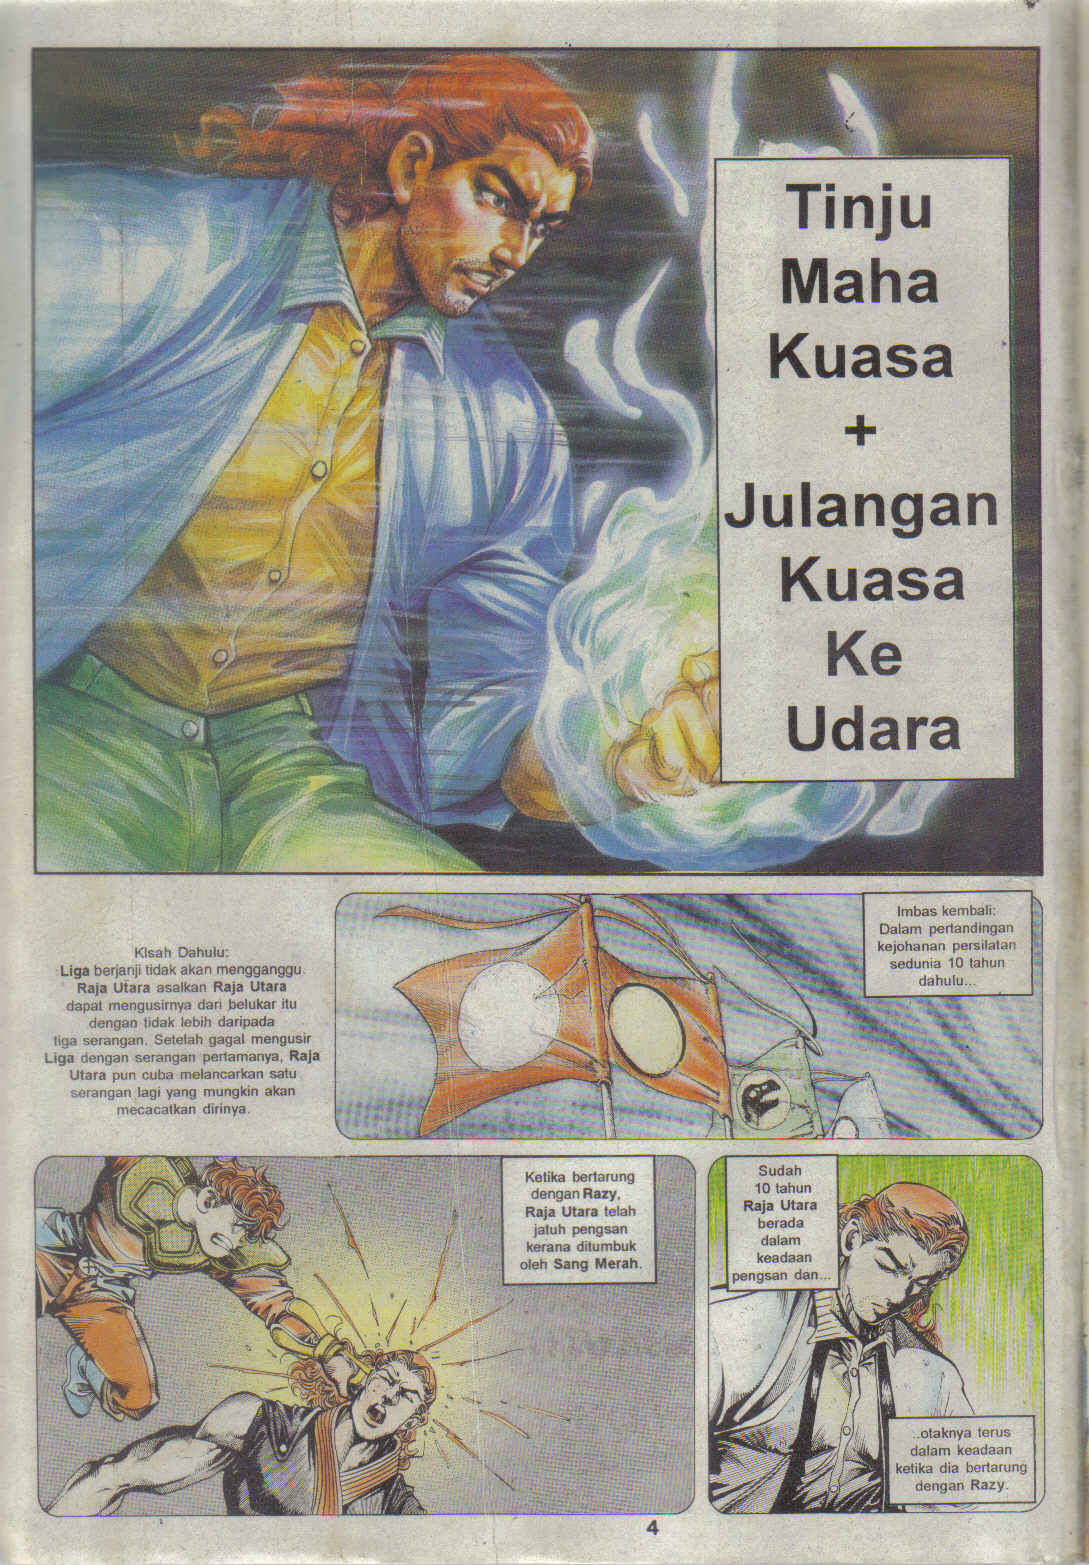 Tinju
Maha
Kuasa
+
Julangan
Kuasa
Ke
Udara
Kisah Dahulu:
Liga berjanji tidak akan mengganggu
Raja Utara asalkan Raja Utara
dapat mengusirnya dari belukar itu
dengan tidak lebih daripada
tiga serangan. Setelah gagal mengusir
Liga dengan serangan pertamanya, Raja
Utara pun cuba melancarkan satu
serangan lagi yang mungkin akan
mecacatkan dirinya.
Imbas kembali:
Dalam pertandingan
kejohanan persilatan
sedunia 10 tahun
dahulu...
Ketika bertarung
dengan Razy,
Raja Utara telah
jatuh pengsan
kerana ditumbuk
oleh Sang Merah.
Sudah
10 tahun
Raja Utara
berada
dalam
keadaan
pengsan dan...
..otaknya terus
dalam keadaan
ketika dia bertarung
dengan Razy.
4